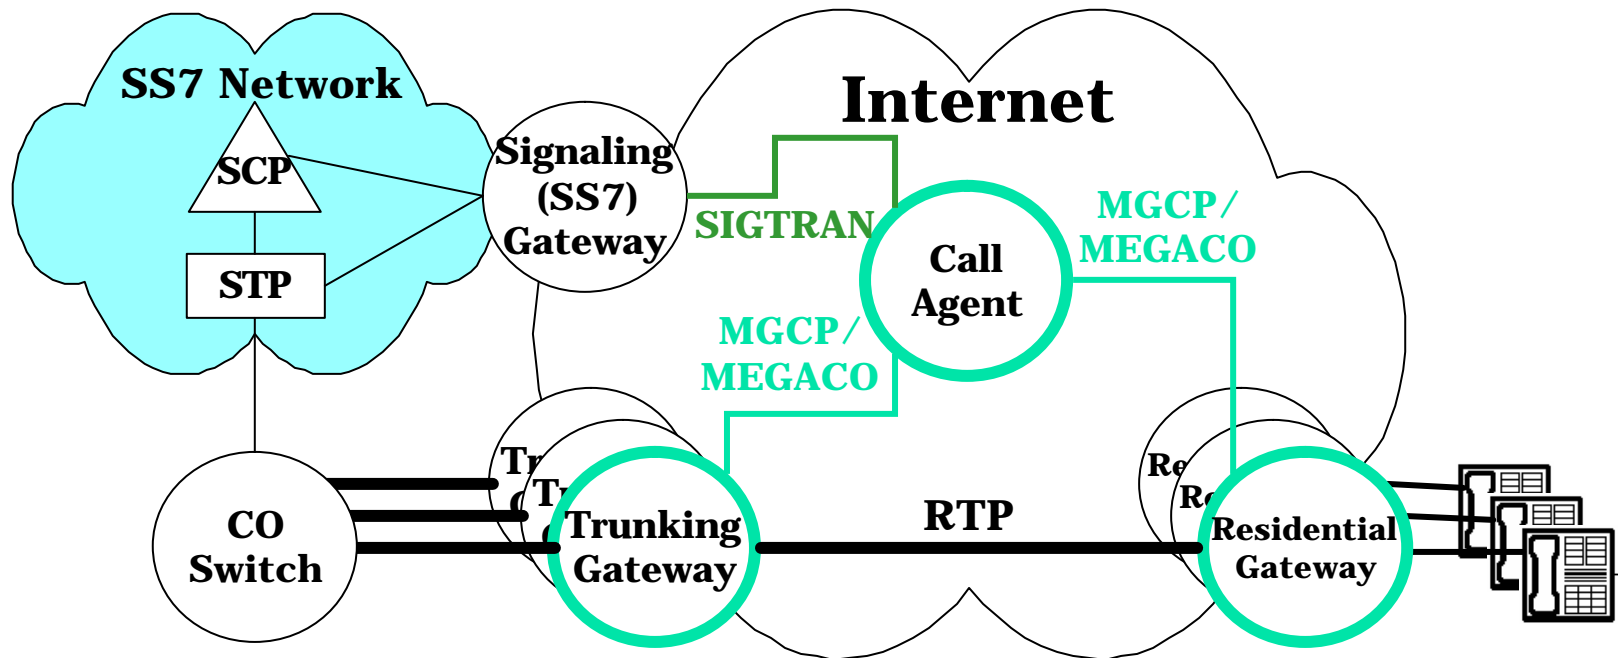 SS7 Network
Internet
SCP
STP
Signaling
(SS7)
Gateway
SIGTRAN
Call
Agent
MGCP/
MEGACO
MGCP/
MEGACO
CO
Switch
Trunking
Gateway
RTP
Residential
Gateway